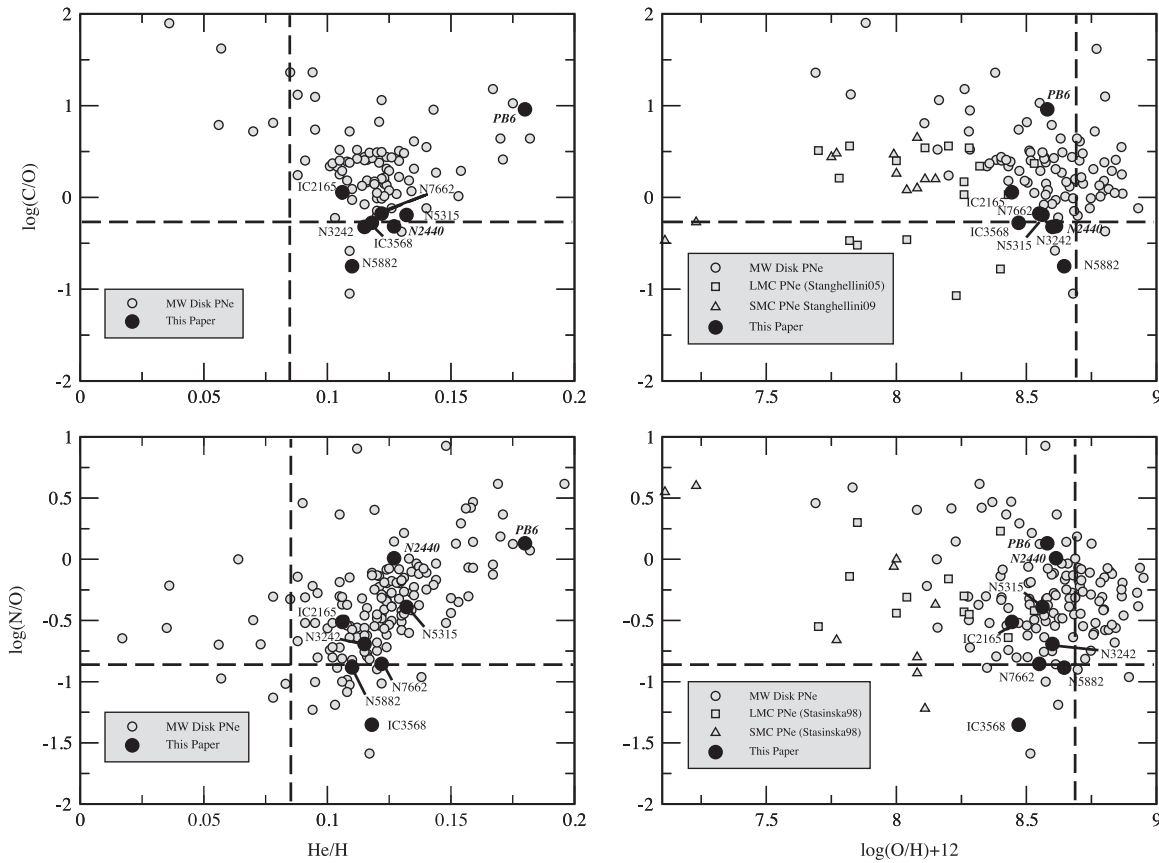 2
1
0
-1
-2
log(C/O)
0
0.05
0.1
0.15
0.2
PB6
IC2165
N7662
N5315
N3242
IC3568
N2440
N5882
MW Disk PNe
This Paper
2
1
0
-1
-2
7.5
8
8.5
9
PB6
IC2165
N7662
IC3568
N5315
N3242
N2440
N5882
MW Disk PNe
LMC PNe (Stanghellini05)
SMC PNe Stanghellini09
This Paper
1
0.5
0
-0.5
-1
-1.5
-2
log(N/O)
0
0.05
0.1
0.15
0.2
He/H
PB6
N2440
IC2165
N3242
N5315
N7662
N5882
IC3568
MW Disk PNe
This Paper
1
0.5
0
-0.5
-1
-1.5
-2
7.5
8
8.5
9
log(O/H)+12
PB6
N2440
N5315
IC2165
N3242
N7662
N5882
IC3568
MW Disk PNe
LMC PNe (Stasinska98)
SMC PNe (Stasinska98)
This Paper